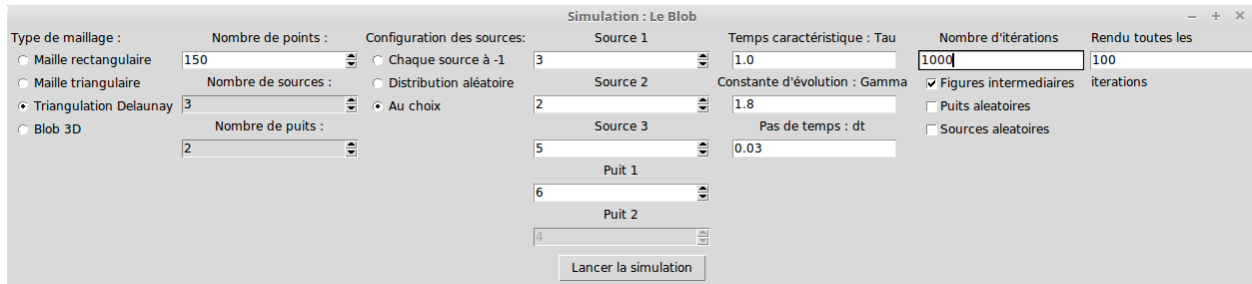 Simulation : Le Blob
Type de maillage :
Maille rectangulaire
Maille triangulaire
Triangulation Delaunay
Blob 3D
Nombre de points :
150
Nombre de sources :
3
Nombre de puits :
2
Configuration des sources:
Chaque source à -1
Distribution aléatoire
Au choix
Source 1
3
Source 2
2
Source 3
5
Puit 1
6
Puit 2
4
Lancer la simulation
Temps caractéristique : Tau
1.0
Constante d'évolution : Gamma
1.8
Pas de temps : dt
0.03
Nombre d'itérations
1000
Figures intermediaires
Puits aleatoires
Sources aleatoires
Rendu toutes les
100
iterations